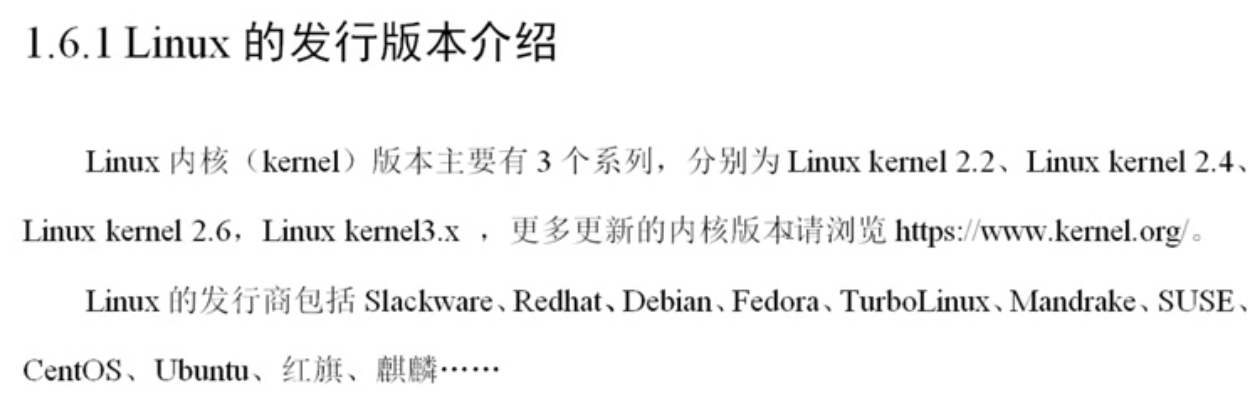 1.6.1 Linux 的发行版本介绍
Linux 内核（kernel）版本主要有 3 个系列，分别为 Linux kernel 2.2、Linux kernel 2.4、
Linux kernel 2.6，Linux kernel3.x ，更多更新的内核版本请浏览 https://www.kernel.org/。
Linux 的发行商包括 Slackware、Redhat、Debian、Fedora、TurboLinux、Mandrake、SUSE、
CentOS、Ubuntu、红旗、麒麟……